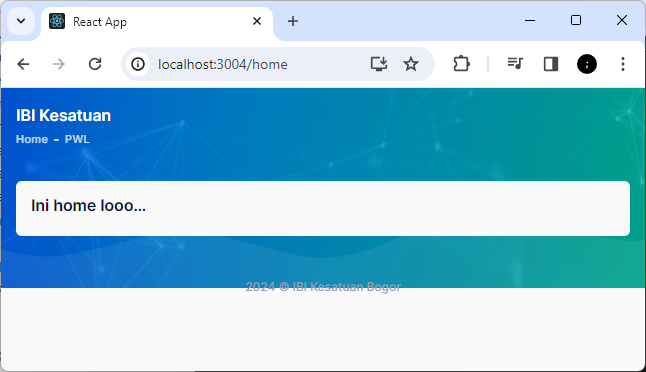 React App
localhost:3004/home
IBI Kesatuan
Home - PWL
Ini home looo...
2024 © IBI Kesatuan Bogor